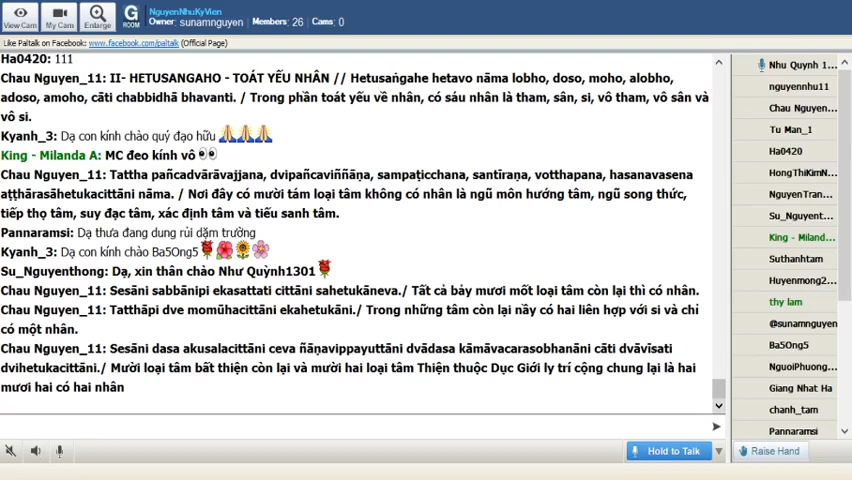 NguyenNhuKyVien
Owner: sunamnguyen Members: 26 Cams: 0
View Cam My Cam Enlarge G ROOM
Like Paltalk on Facebook: www.facebook.com/paltalk (Official Page)
Ha0420: 111
Chau Nguyen_11: II- HETUSANGAHO - TOÁT YẾU NHÂN // Hetusaṅgahe hetavo nāma lobho, doso, moho, alobho,
adoso, amoho, cāti chabbidhā bhavanti. / Trong phần toát yếu về nhân, có sáu nhân là tham, sân, si, vô tham, vô sân và
vô si.
Kyanh_3: Dạ con kính chào quý đạo hữu
King - Milanda A: MC đeo kính vô
Chau Nguyen_11: Tattha pañcadvārāvajjana, dvipañcaviññāṇa, sampaṭicchana, santīraṇa, votthapana, hasanavasena
aṭṭhārasāhetukacittāni nāma. / Nơi đây có mười tám loại tâm không có nhân là ngũ môn hướng tâm, ngũ song thức,
tiếp thọ tâm, suy đạc tâm, xác định tâm và tiếu sanh tâm.
Pannaramsi: Dạ thưa đang dung rủi dặm trưởng
Kyanh_3: Dạ con kính chào Ba5Ong5
Su_Nguyenthong: Dạ, xin thân chào Như Quỳnh1301
Chau Nguyen_11: Sesāni sabbānipi ekasattati cittāni sahetukāneva./ Tất cả bảy mươi mốt loại tâm còn lại thì có nhân.
Chau Nguyen_11: Tatthāpi dve momūhacittāni ekahetukāni./ Trong những tâm còn lại nầy có hai liên hợp với si và chỉ
có một nhân.
Chau Nguyen_11: Sesāni dasa akusalacittāni ceva ñāṇavippayuttāni dvādasa kāmāvacarasobhanāni cāti dvāvīsati
dvihetukacittāni./ Mười loại tâm bất thiện còn lại và mười hai loại tâm Thiện thuộc Dục Giới ly trí cộng chung lại là hai
mươi hai có hai nhân
Hold to Talk
Nhu Quynh 1...
nguyennhu11
Chau Nguyen...
Tu Man_1
Ha0420
HongThiKimN...
NguyenTran...
Su_Nguyent...
King - Miland...
Suthanhtam
Huyenmong2...
thy lam
@sunamnguyen
Ba5Ong5
NguoiPhuong...
Giang Nhat Ha
chanh_tam
Pannaramsi
Raise Hand